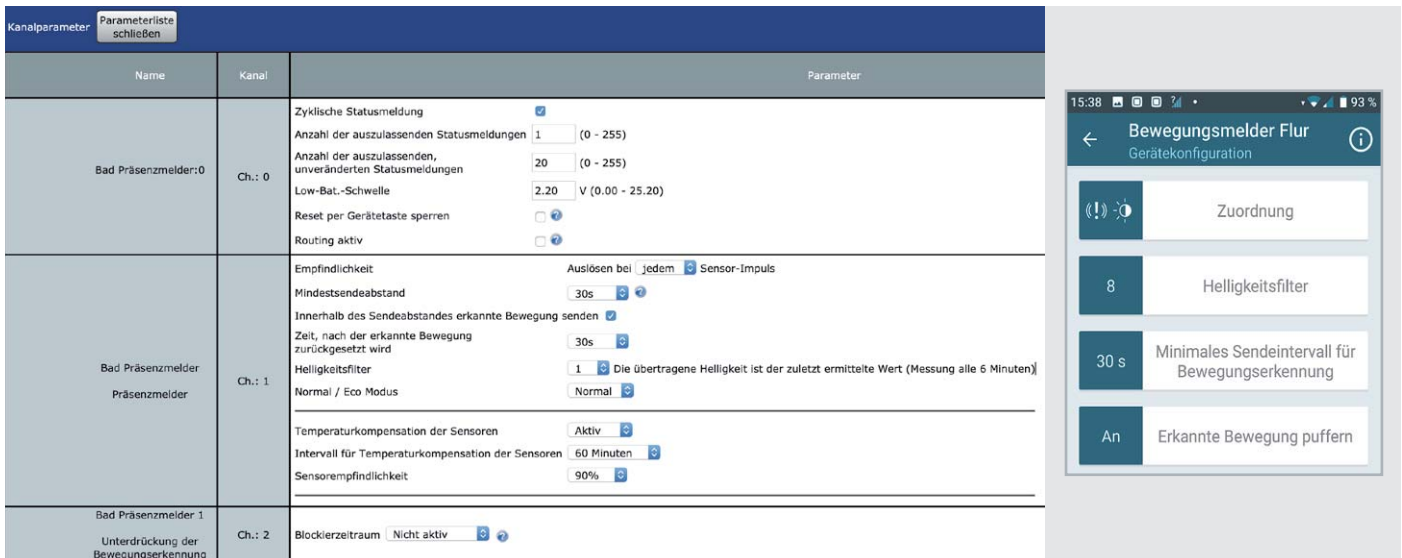 Kanalparameter
Parameterliste
schließen
Name
Kanal
Parameter
Bad Präsenzmelder:0
Ch.: 0
Zyklische Statusmeldung
Anzahl der auszulassenden Statusmeldungen 1 (0 - 255)
Anzahl der auszulassenden,
unveränderten Statusmeldungen 20 (0 - 255)
Low-Bat.-Schwelle 2.20 V (0.00 - 25.20)
Reset per Gerätetaste sperren
Routing aktiv
Bad Präsenzmelder
Präsenzmelder
Ch.: 1
Empfindlichkeit Auslösen bei jedem Sensor-Impuls
Mindestsendeabstand 30s
Innerhalb des Sendeabstandes erkannte Bewegung senden
Zeit, nach der erkannte Bewegung
zurückgesetzt wird 30s
Helligkeitsfilter 1 Die übertragene Helligkeit ist der zuletzt ermittelte Wert (Messung alle 6 Minuten)
Normal / Eco Modus Normal
Temperaturkompensation der Sensoren Aktiv
Intervall für Temperaturkompensation der Sensoren 60 Minuten
Sensorempfindlichkeit 90%
Bad Präsenzmelder 1
Unterdrückung der
Bewegungserkennung
Ch.: 2
Blockierzeitraum Nicht aktiv
15:38 93 %
Bewegungsmelder Flur
Gerätekonfiguration
Zuordnung
8 Helligkeitsfilter
30 s Minimales Sendeintervall für
Bewegungserkennung
An Erkannte Bewegung puffern